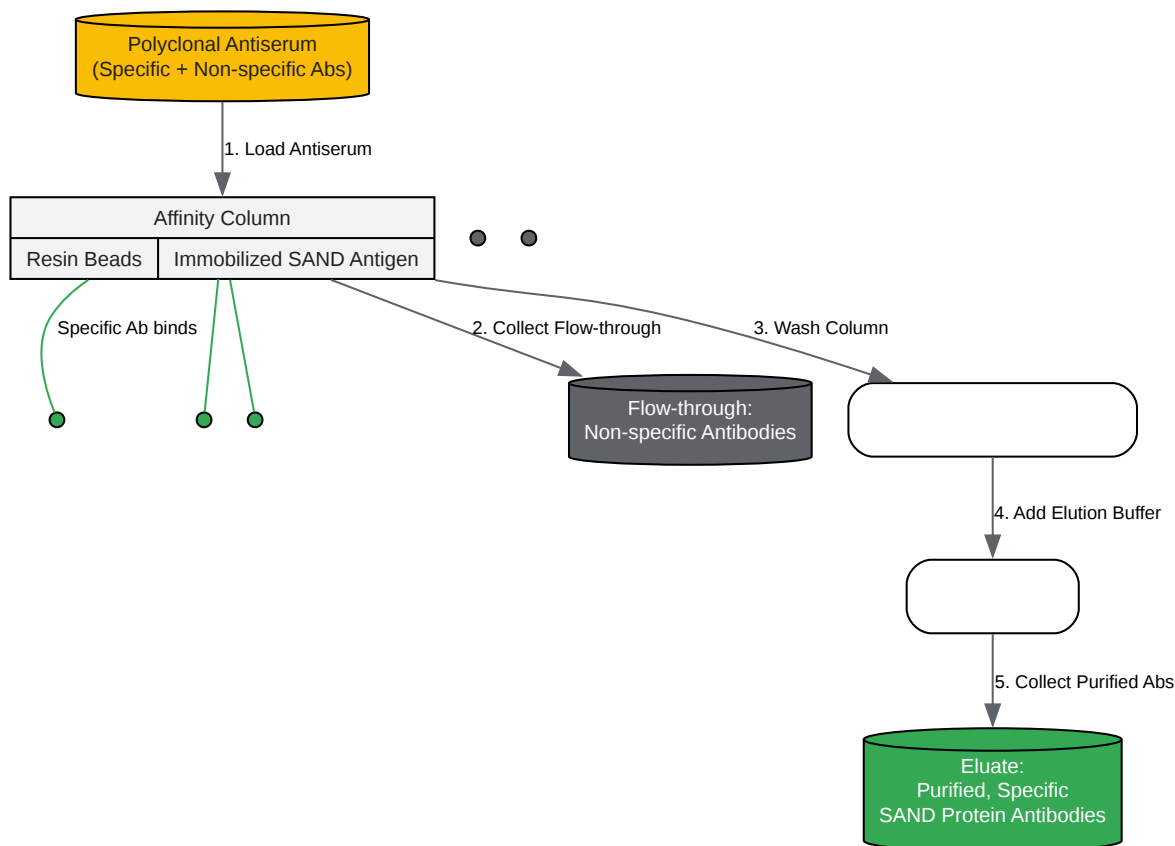 Polyclonal Antiserum
(Specific + Non-specific Abs)
1. Load Antiserum
Affinity Column
Resin Beads
Immobilized SAND Antigen
Specific Ab binds
2. Collect Flow-through
3. Wash Column
Flow-through:
Non-specific Antibodies
4. Add Elution Buffer
5. Collect Purified Abs
Eluate:
Purified, Specific
SAND Protein Antibodies